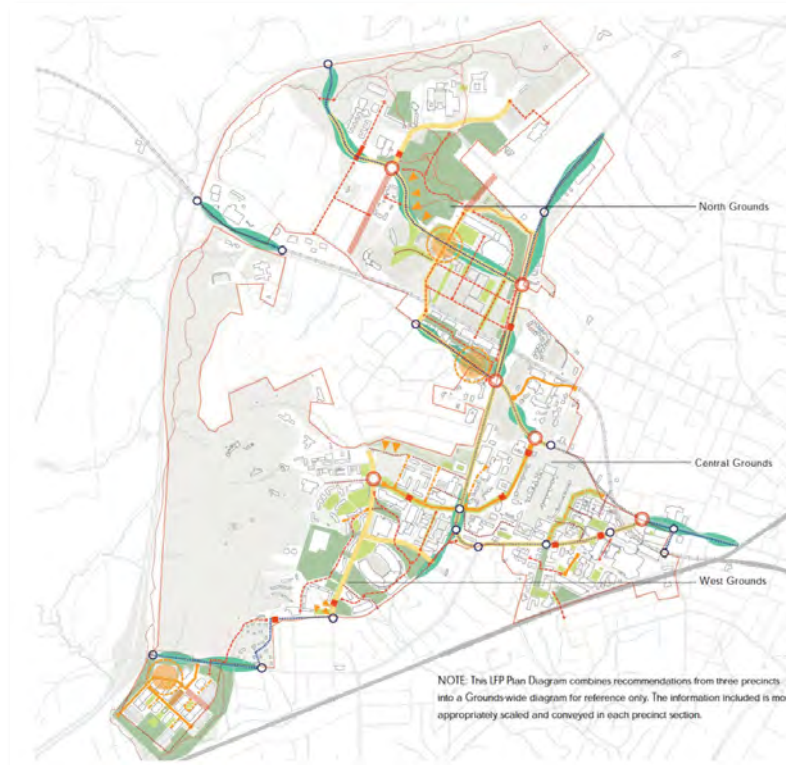 North Grounds
Central Grounds
West Grounds
NOTE: This LFP Plan Diagram combines recommendations from three precincts
into a Grounds-wide diagram for reference only. The information included is mos
appropriately scaled and conveyed in each precinct section.